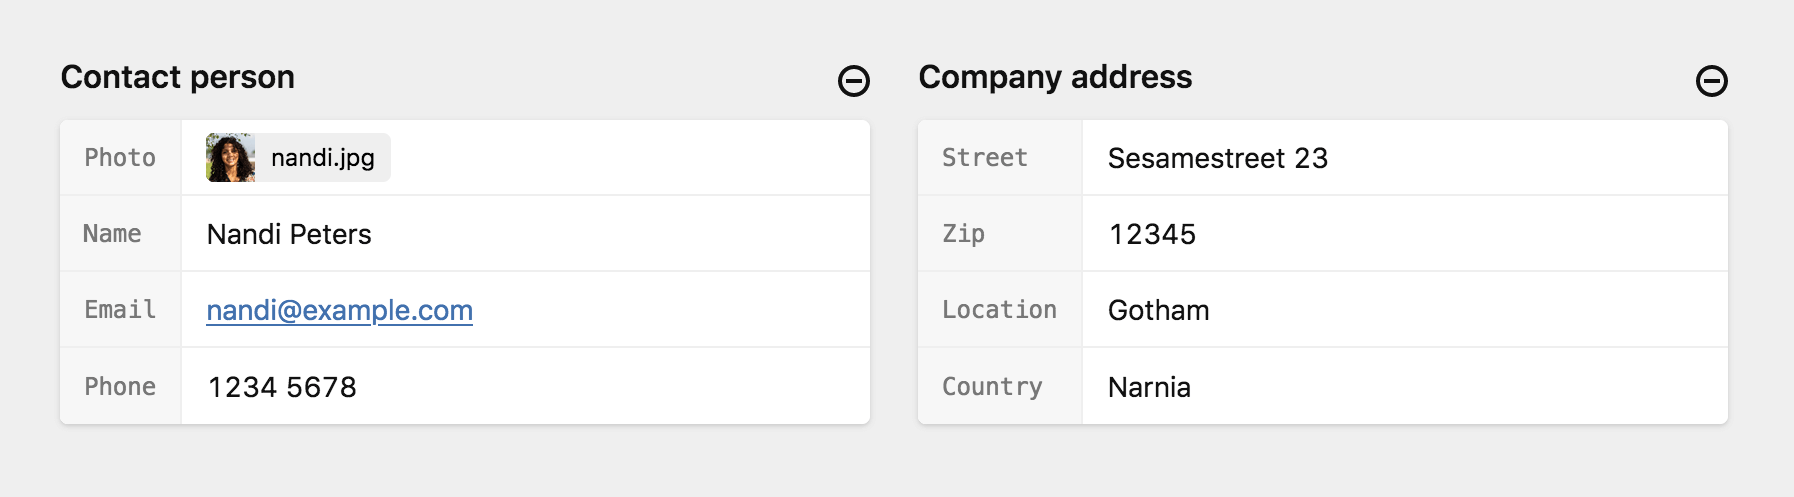 Contact person
Photo nandi.jpg
Name Nandi Peters
Email nandi@example.com
Phone 1234 5678
Company address
Street Sesamestreet 23
Zip 12345
Location Gotham
Country Narnia